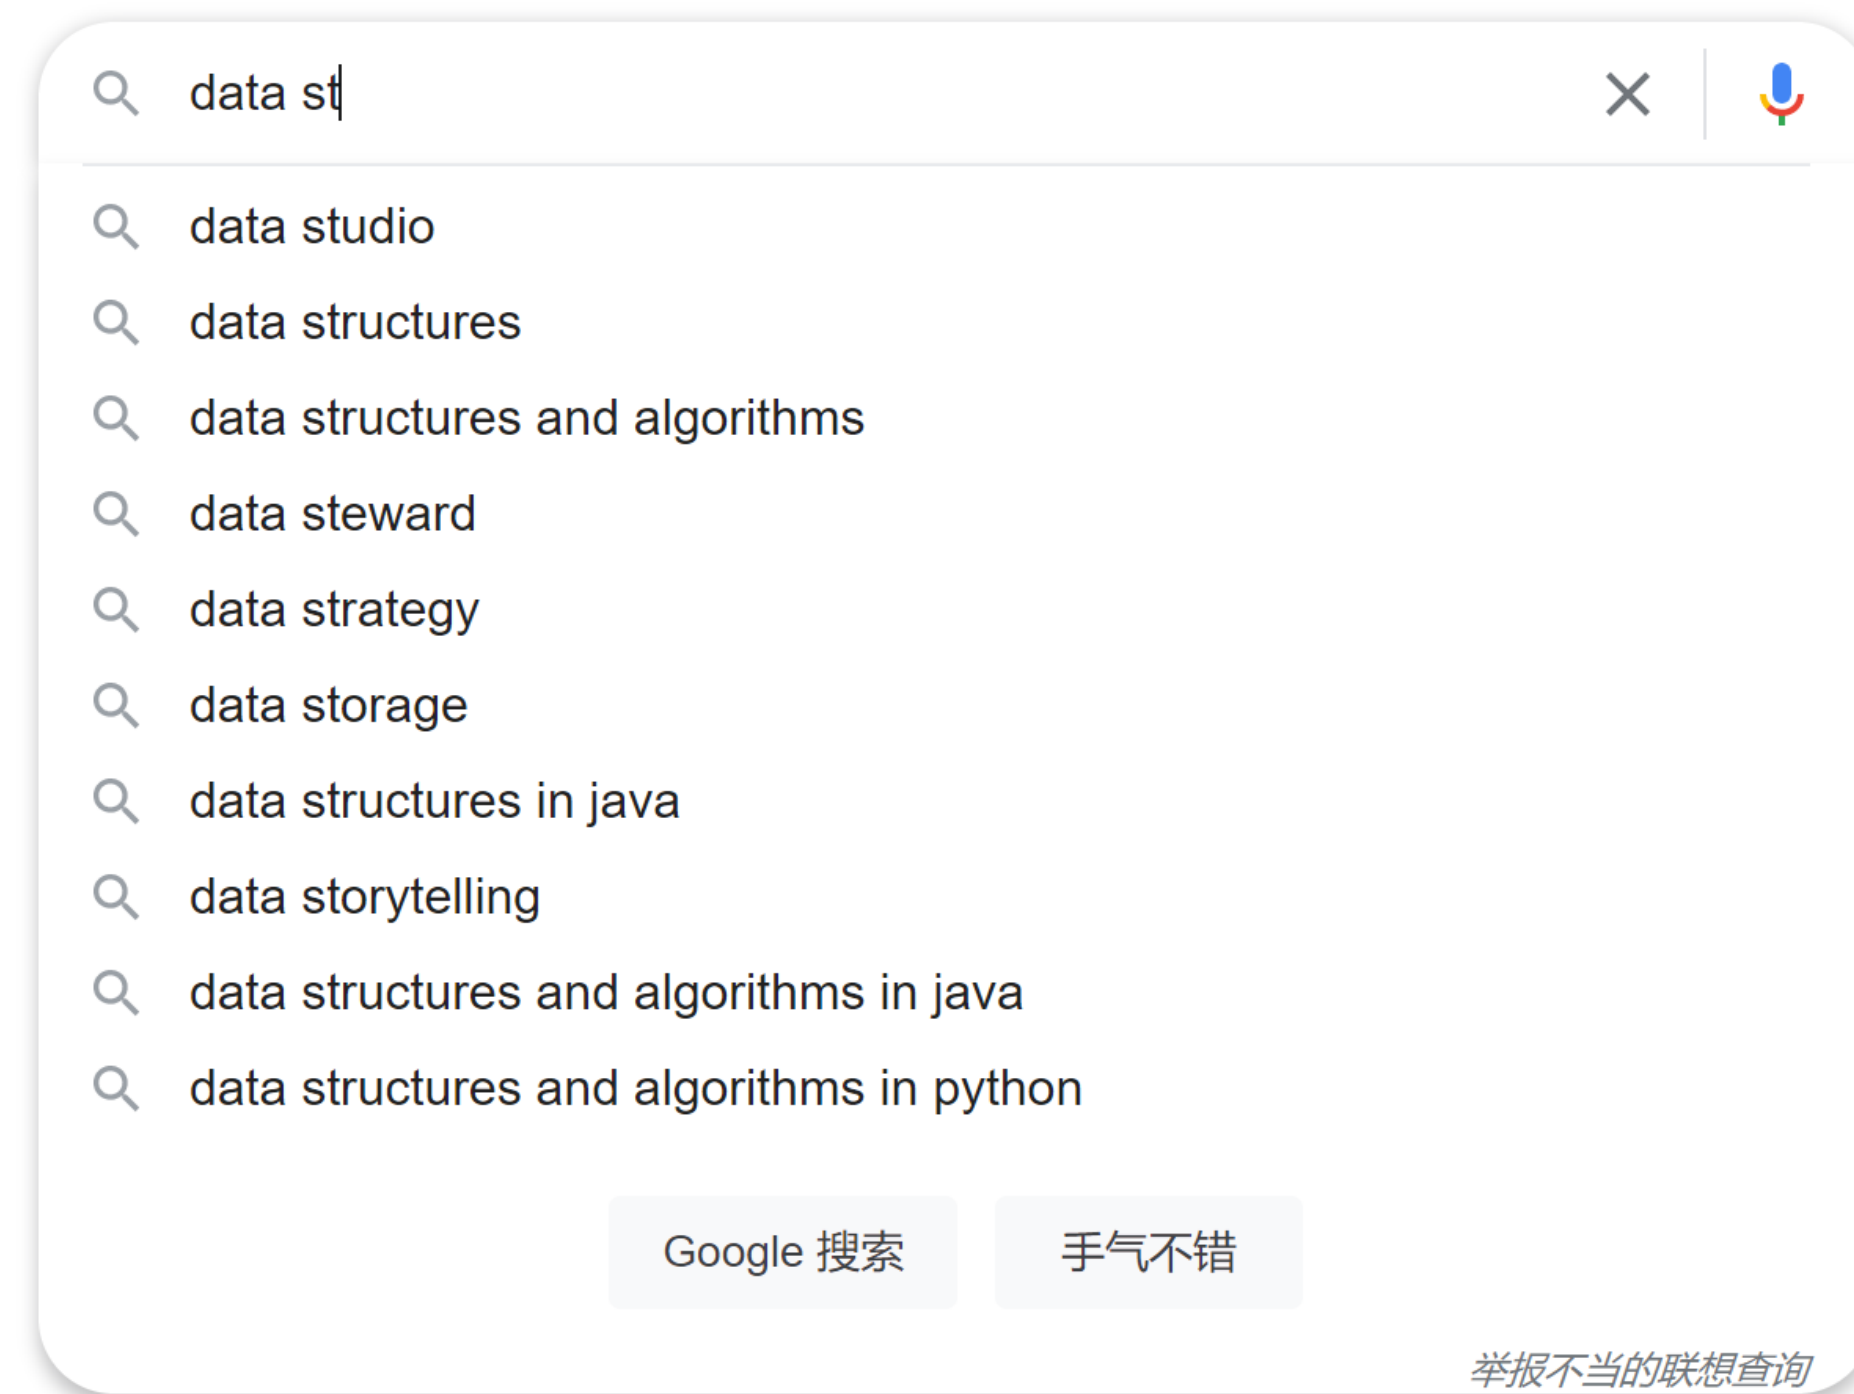 data st
data studio
data structures
data structures and algorithms
data steward
data strategy
data storage
data structures in java
data storytelling
data structures and algorithms in java
data structures and algorithms in python
Google 搜索 手气不错
举报不当的联想查询